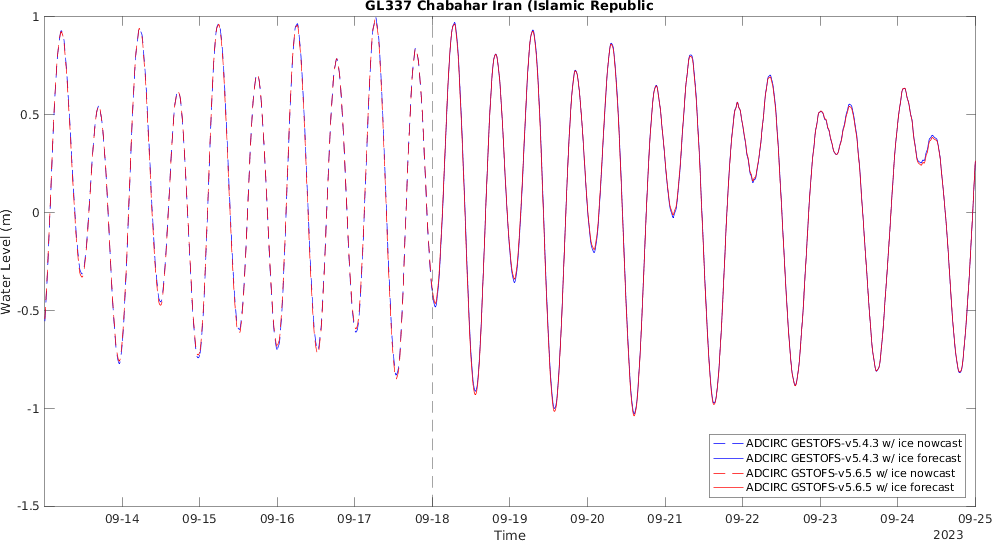 GL337 Chabahar Iran (Islamic Republic
1
0.5
0
-0.5
-1
-1.5
Water Level (m)
09-14 09-15 09-16 09-17 09-18 09-19 09-20 09-21 09-22 09-23 09-24 09-25
Time
2023
ADCIRC GESTOFS-v5.4.3 w/ ice nowcast
ADCIRC GESTOFS-v5.4.3 w/ ice forecast
ADCIRC GSTOFS-v5.6.5 w/ ice nowcast
ADCIRC GSTOFS-v5.6.5 w/ ice forecast